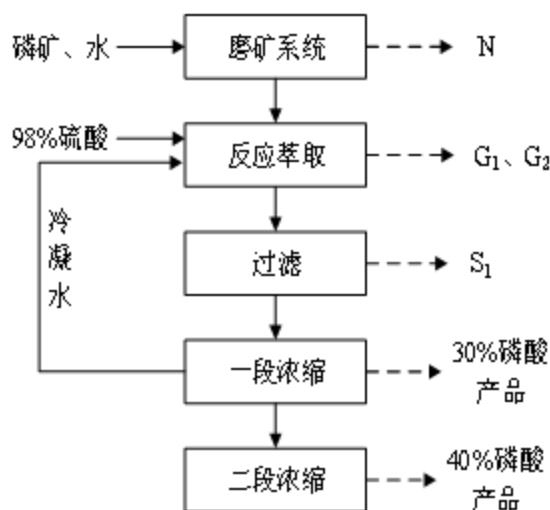 磷矿、水
磨矿系统
N
98%硫酸
反应萃取
G₁、G₂
冷
凝
水
过滤
S₁
一段浓缩
30%磷酸
产品
二段浓缩
40%磷酸
产品